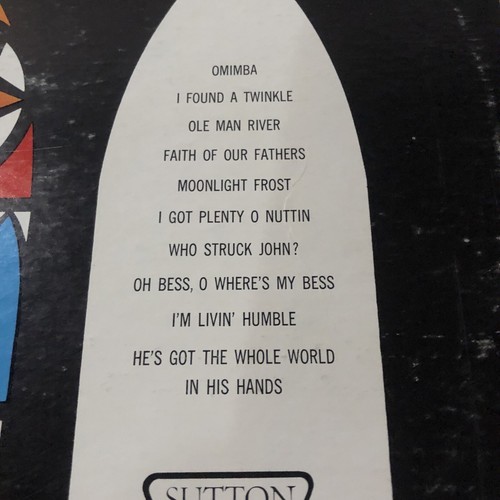 OMIMBA
I FOUND A TWINKLE
OLE MAN RIVER
FAITH OF OUR FATHERS
MOONLIGHT FROST
I GOT PLENTY O NUTTIN
WHO STRUCK JOHN?
OH BESS, O WHERE'S MY BESS
I'M LIVIN' HUMBLE
HE'S GOT THE WHOLE WORLD
IN HIS HANDS
SUTTON